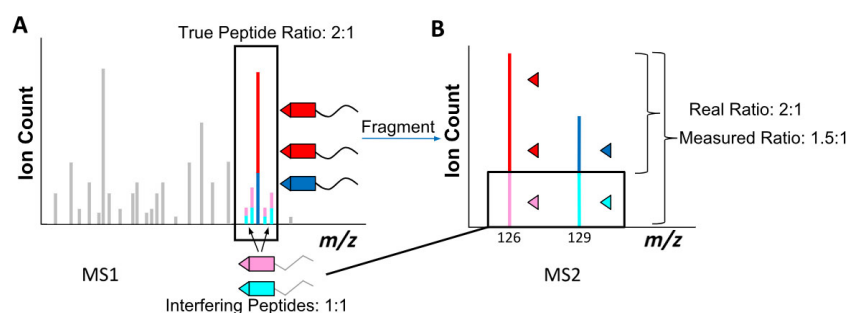 A
True Peptide Ratio: 2:1
Ion Count
m/z
MS1
Interfering Peptides: 1:1
Fragment
B
Ion Count
126
129
m/z
MS2
Real Ratio: 2:1
Measured Ratio: 1.5:1